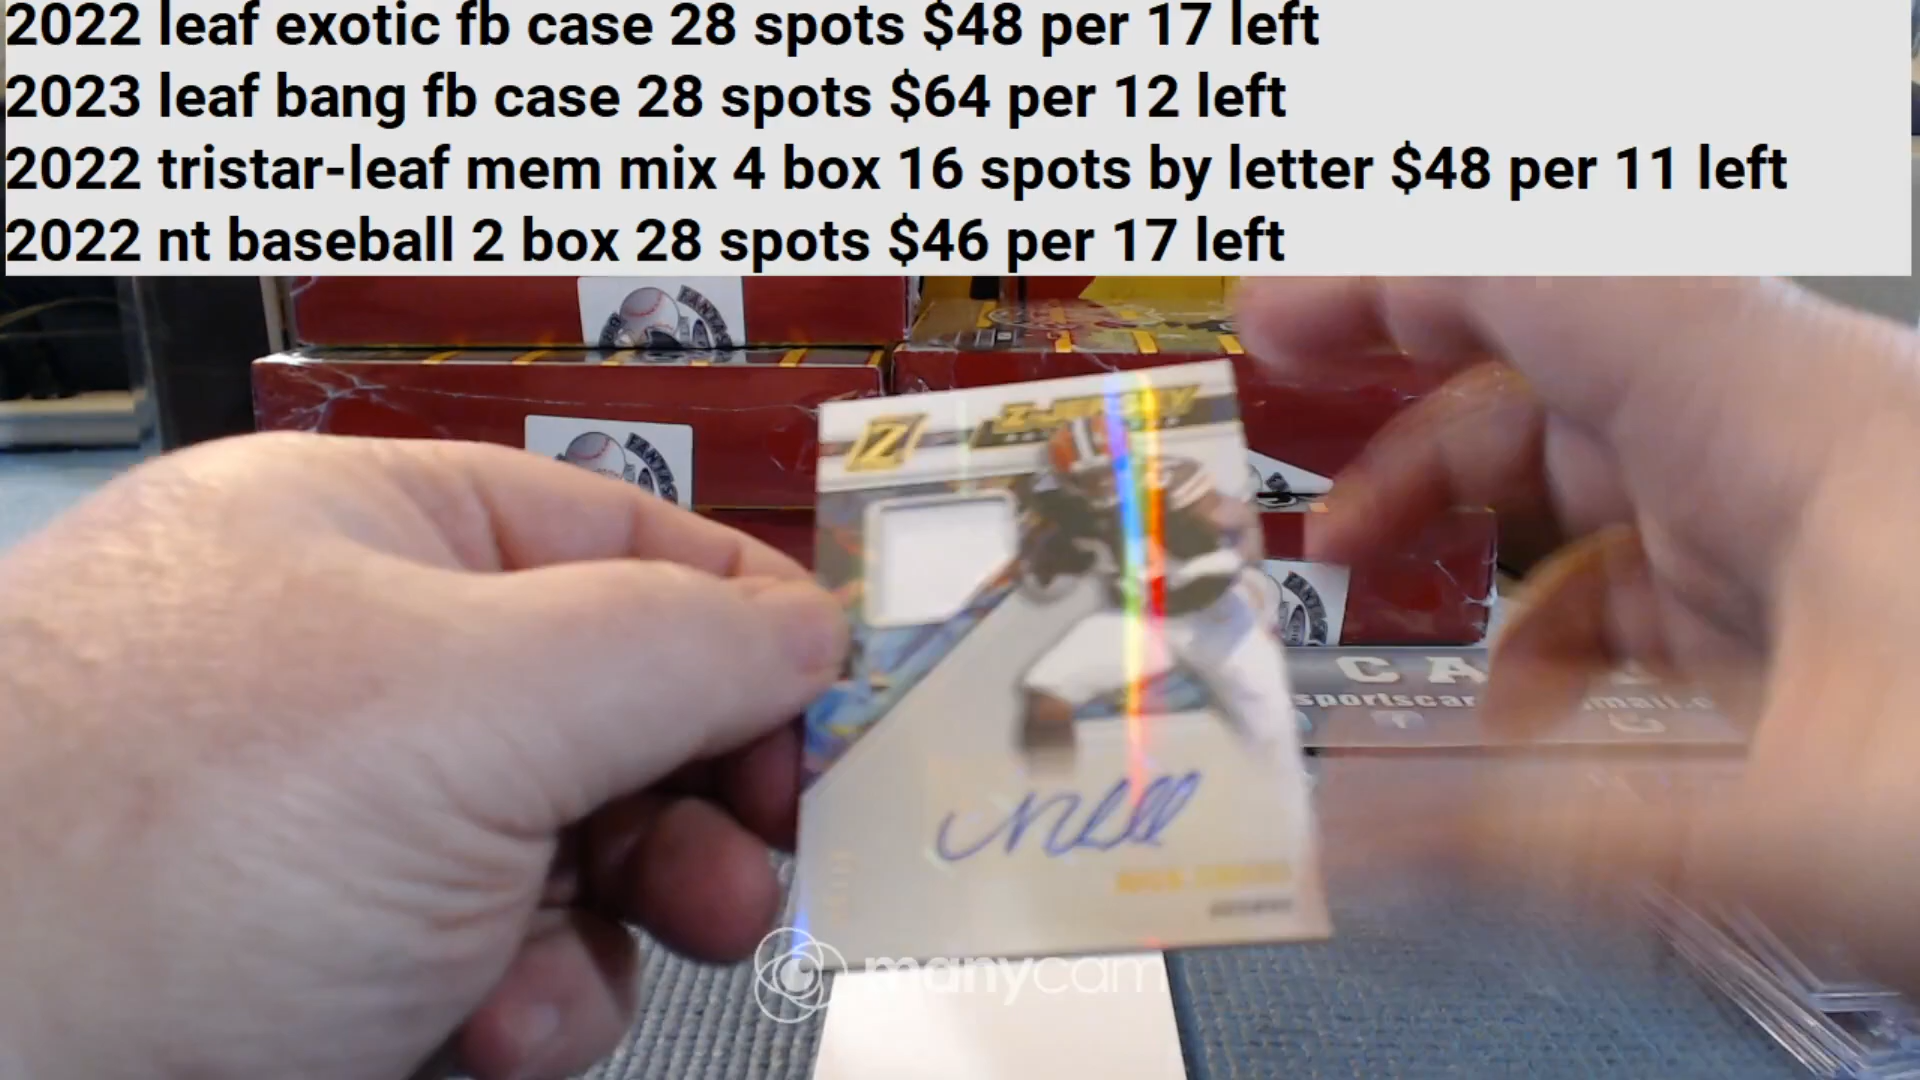 2022 leaf exotic fb case 28 spots $48 per 17 left
2023 leaf bang fb case 28 spots $64 per 12 left
2022 tristar-leaf mem mix 4 box 16 spots by letter $48 per 11 left
2022 nt baseball 2 box 28 spots $46 per 17 left
Z
Z-JERSEY
manycam